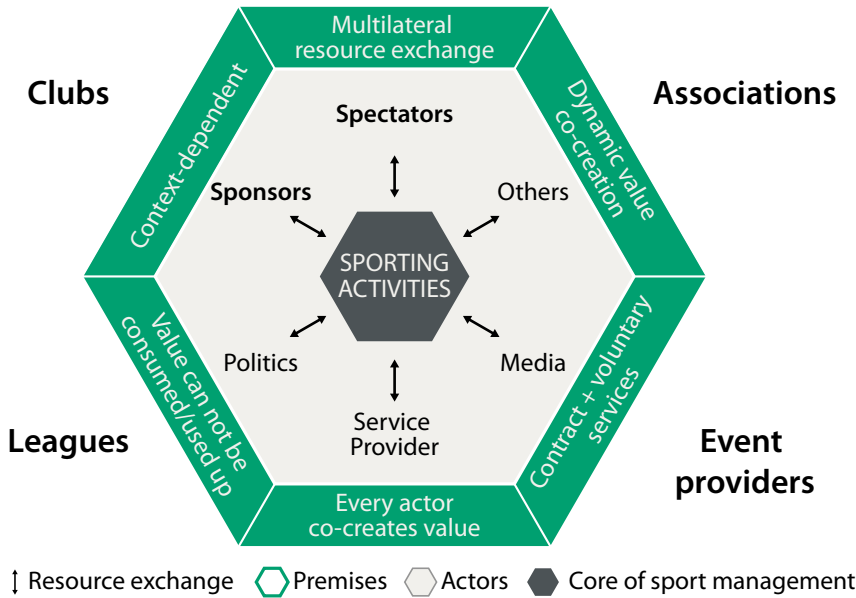 Multilateral
resource exchange
Clubs
Associations
Context-dependent
Dynamic value
co-creation
Spectators
Sponsors
Others
SPORTING
ACTIVITIES
Politics
Media
Service
Provider
Value can not be
consumed/used up
Contract + voluntary
services
Leagues
Event
providers
Every actor
co-creates value
Resource exchange
Premises
Actors
Core of sport management